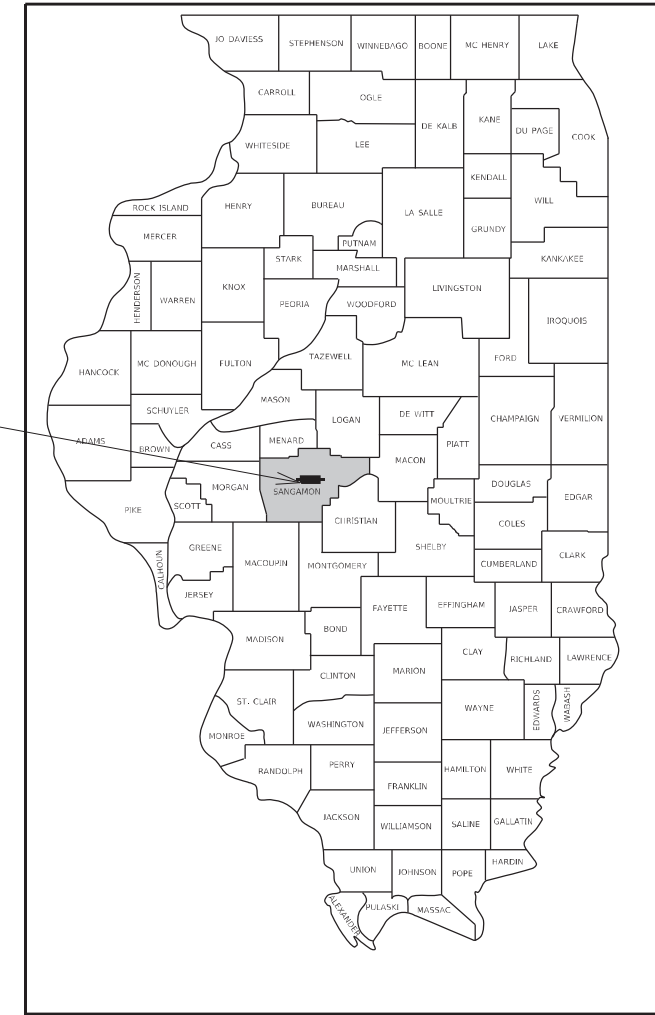 JO DAVIESS
STEPHENSON
WINNEBAGO
BOONE
MC HENRY
LAKE
CARROLL
OGLE
DE KALB
KANE
DU PAGE
COOK
WHITESIDE
LEE
KENDALL
ROCK ISLAND
HENRY
BUREAU
LA SALLE
WILL
MERCER
PUTNAM
GRUNDY
STARK
MARSHALL
KANKAKEE
HENDERSON
WARREN
KNOX
PEORIA
WOODFORD
LIVINGSTON
IROQUOIS
HANCOCK
MC DONOUGH
FULTON
TAZEWELL
MC LEAN
FORD
MASON
SCHUYLER
LOGAN
DE WITT
CHAMPAIGN
VERMILION
ADAMS
BROWN
CASS
MENARD
PIATT
MACON
PIKE
SCOTT
MORGAN
SANGAMON
MOULTRIE
DOUGLAS
EDGAR
CHRISTIAN
COLES
GREENE
CALHOUN
MACOUPIN
MONTGOMERY
SHELBY
CUMBERLAND
CLARK
JERSEY
FAYETTE
EFFINGHAM
JASPER
CRAWFORD
MADISON
BOND
CLAY
RICHLAND
LAWRENCE
CLINTON
MARION
ST. CLAIR
WAYNE
EDWARDS
WABASH
WASHINGTON
JEFFERSON
MONROE
RANDOLPH
PERRY
HAMILTON
WHITE
FRANKLIN
JACKSON
WILLIAMSON
SALINE
GALLATIN
UNION
JOHNSON
POPE
HARDIN
ALEXANDER
PULASKI
MASSAC